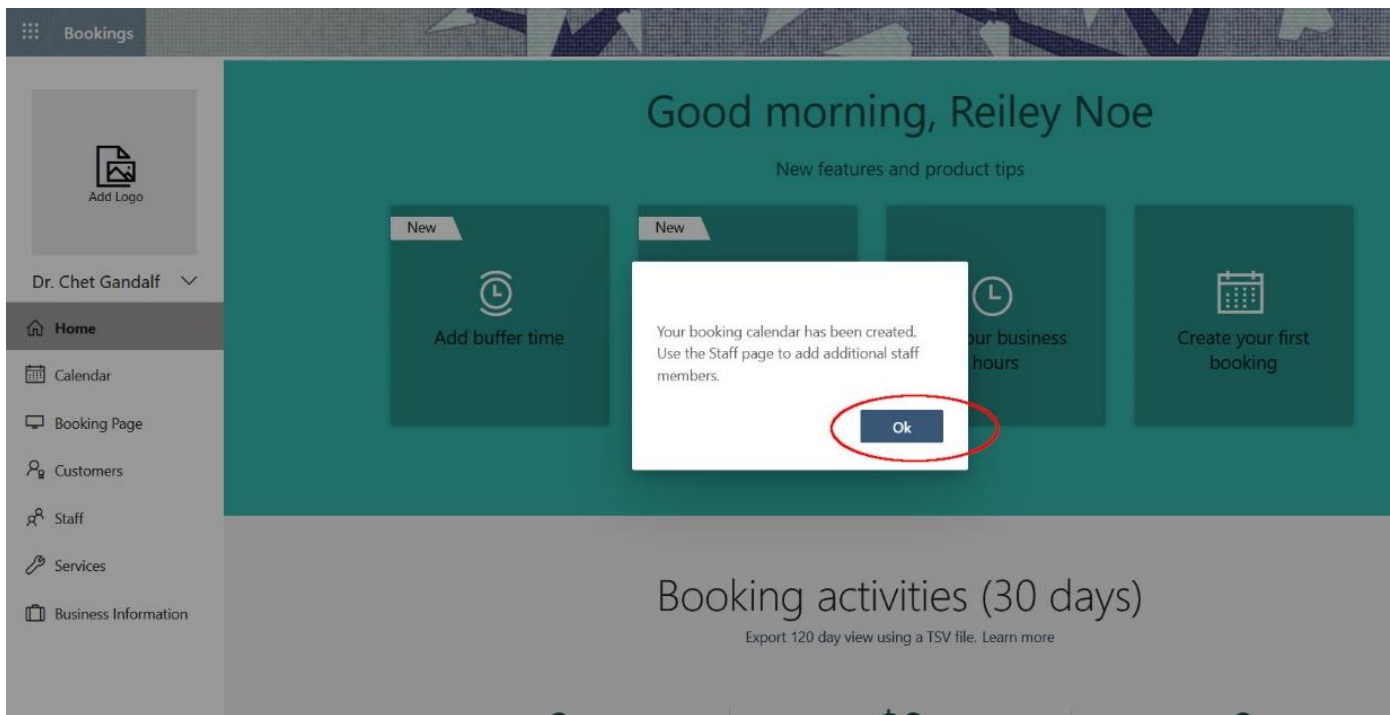 Bookings
Good morning, Reiley Noe
New features and product tips
Add Logo
New
New
Dr. Chet Gandalf
Home
Calendar
Booking Page
Customers
Staff
Services
Business Information
Add buffer time
business
hours
Create your first
booking
Your booking calendar has been created.
Use the Staff page to add additional staff
members.
Ok
Booking activities (30 days)
Export 120 day view using a TSV file. Learn more